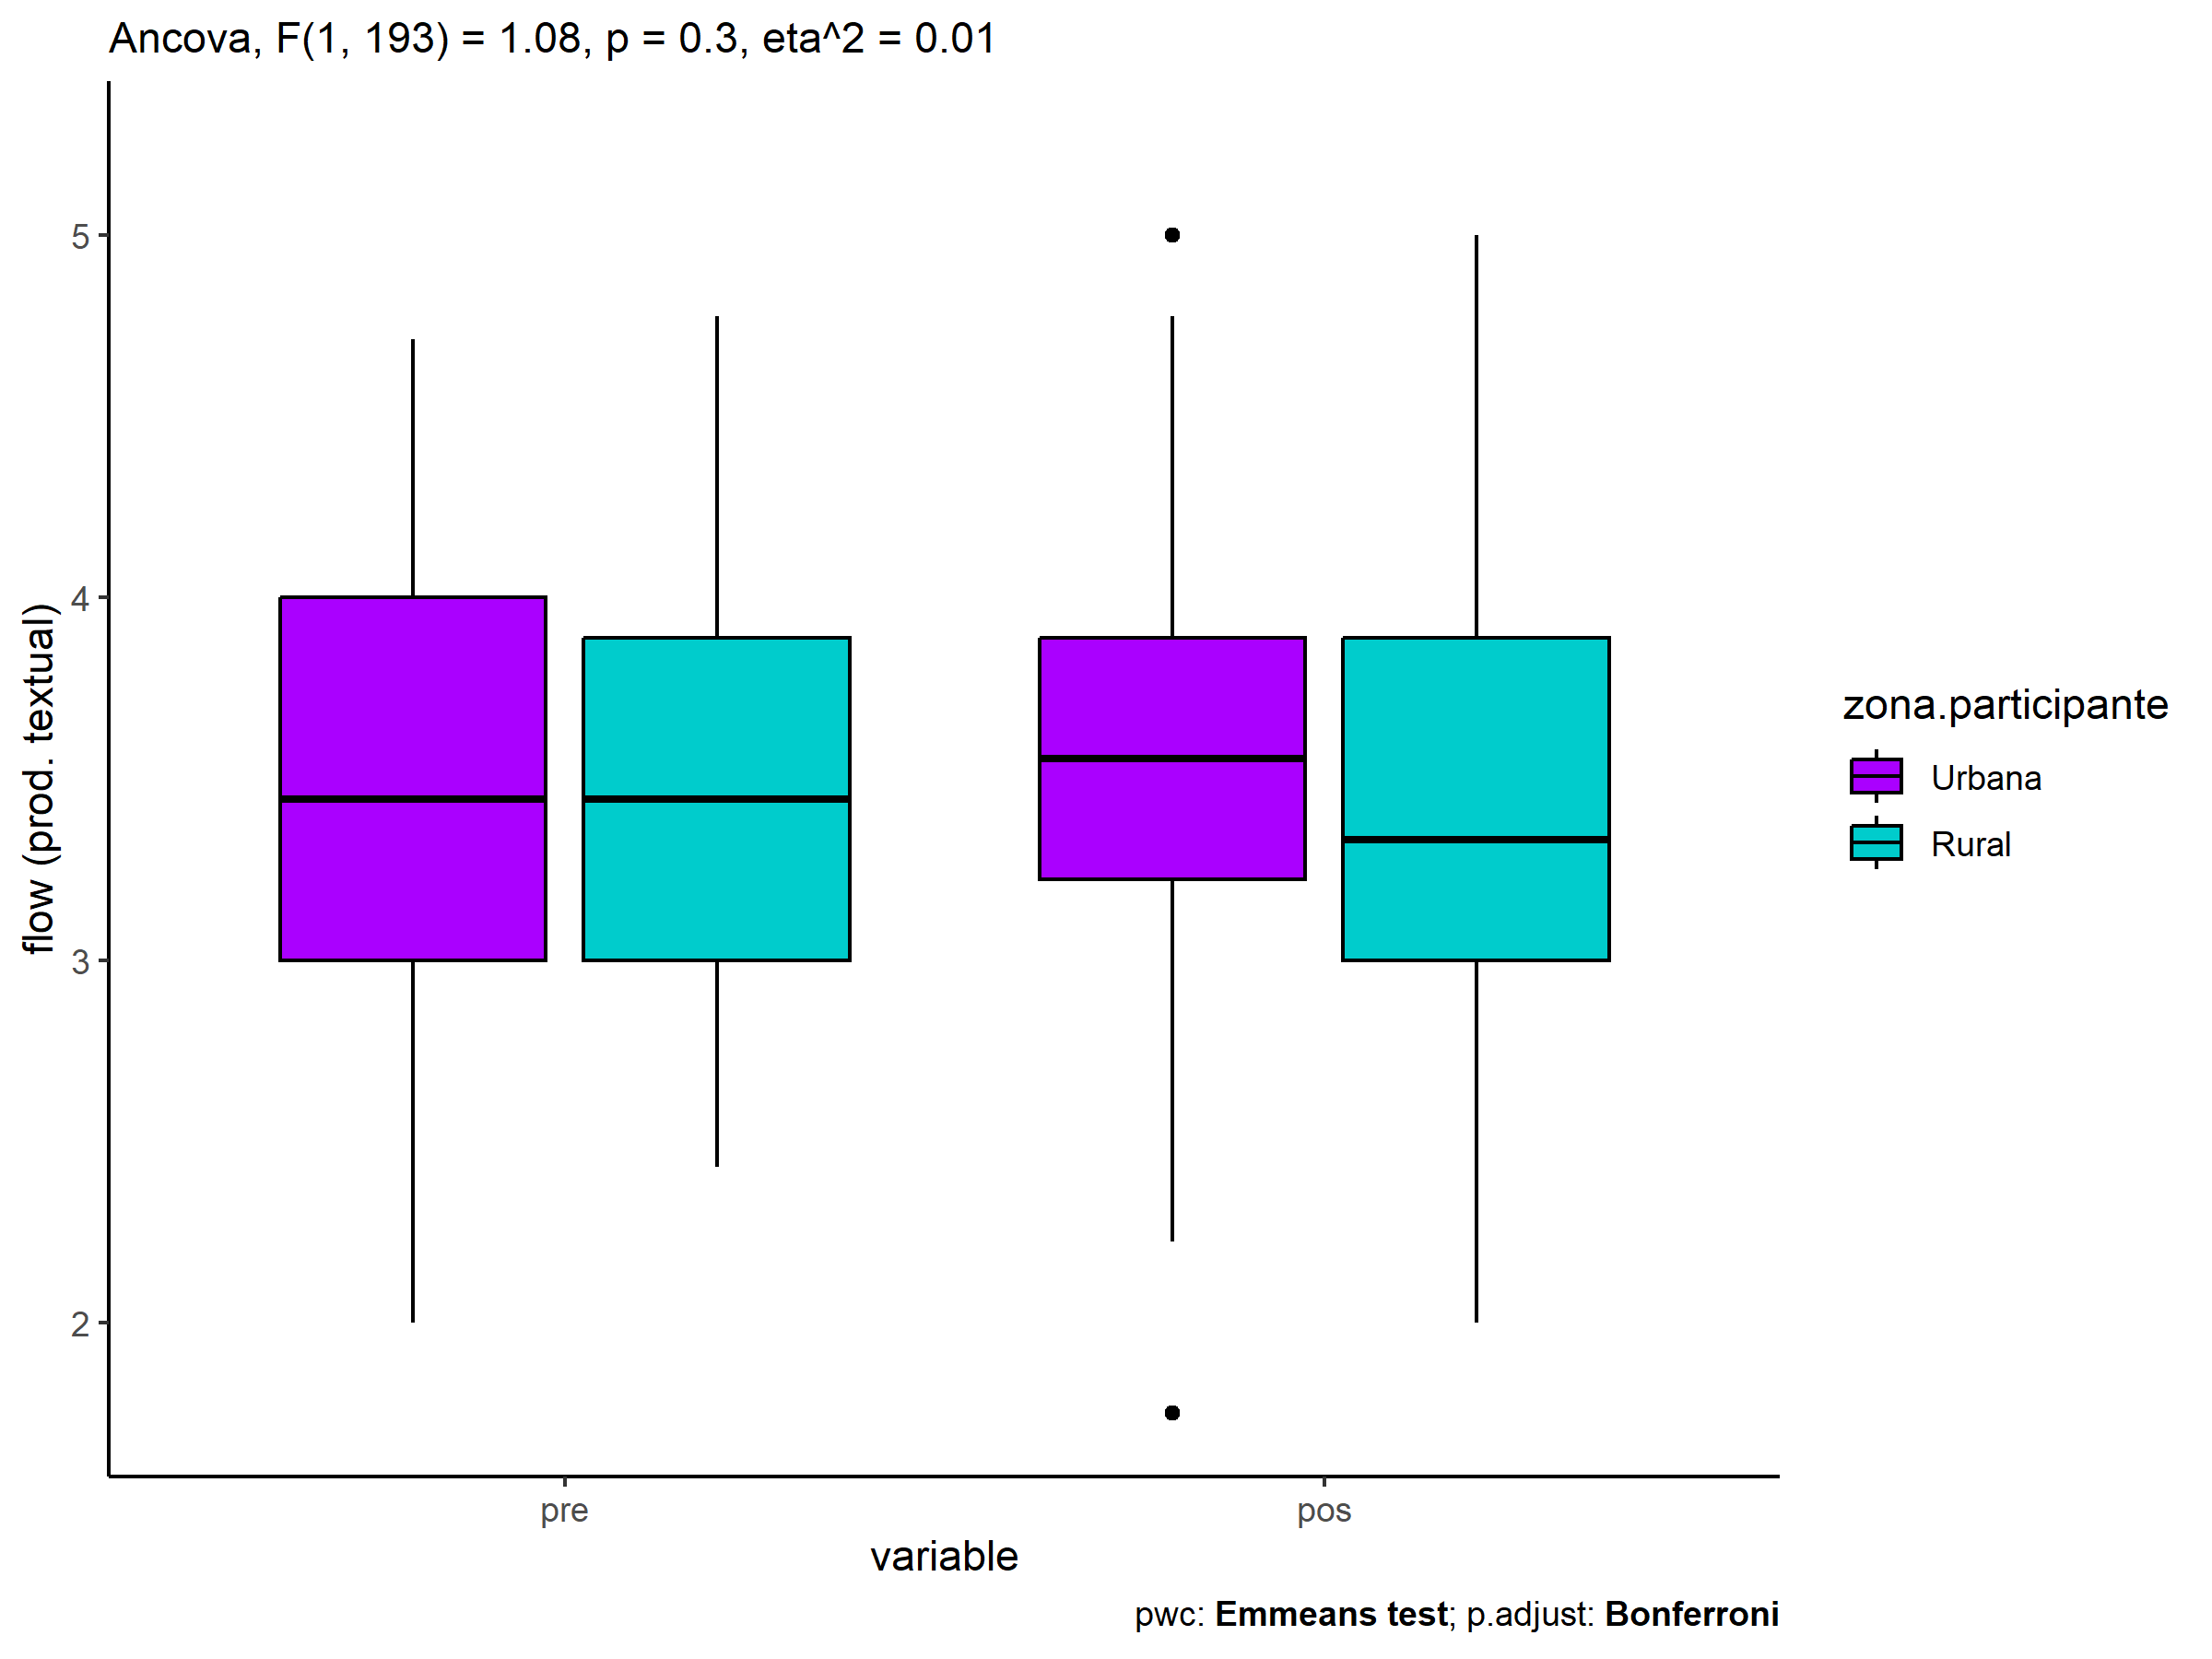 Ancova, F(1, 193) = 1.08, p = 0.3, eta^2 = 0.01
flow (prod. textual)
5
4
3
2
pre
pos
variable
zona.participante
Urbana
Rural
pwc: Emmeans test; p.adjust: Bonferroni